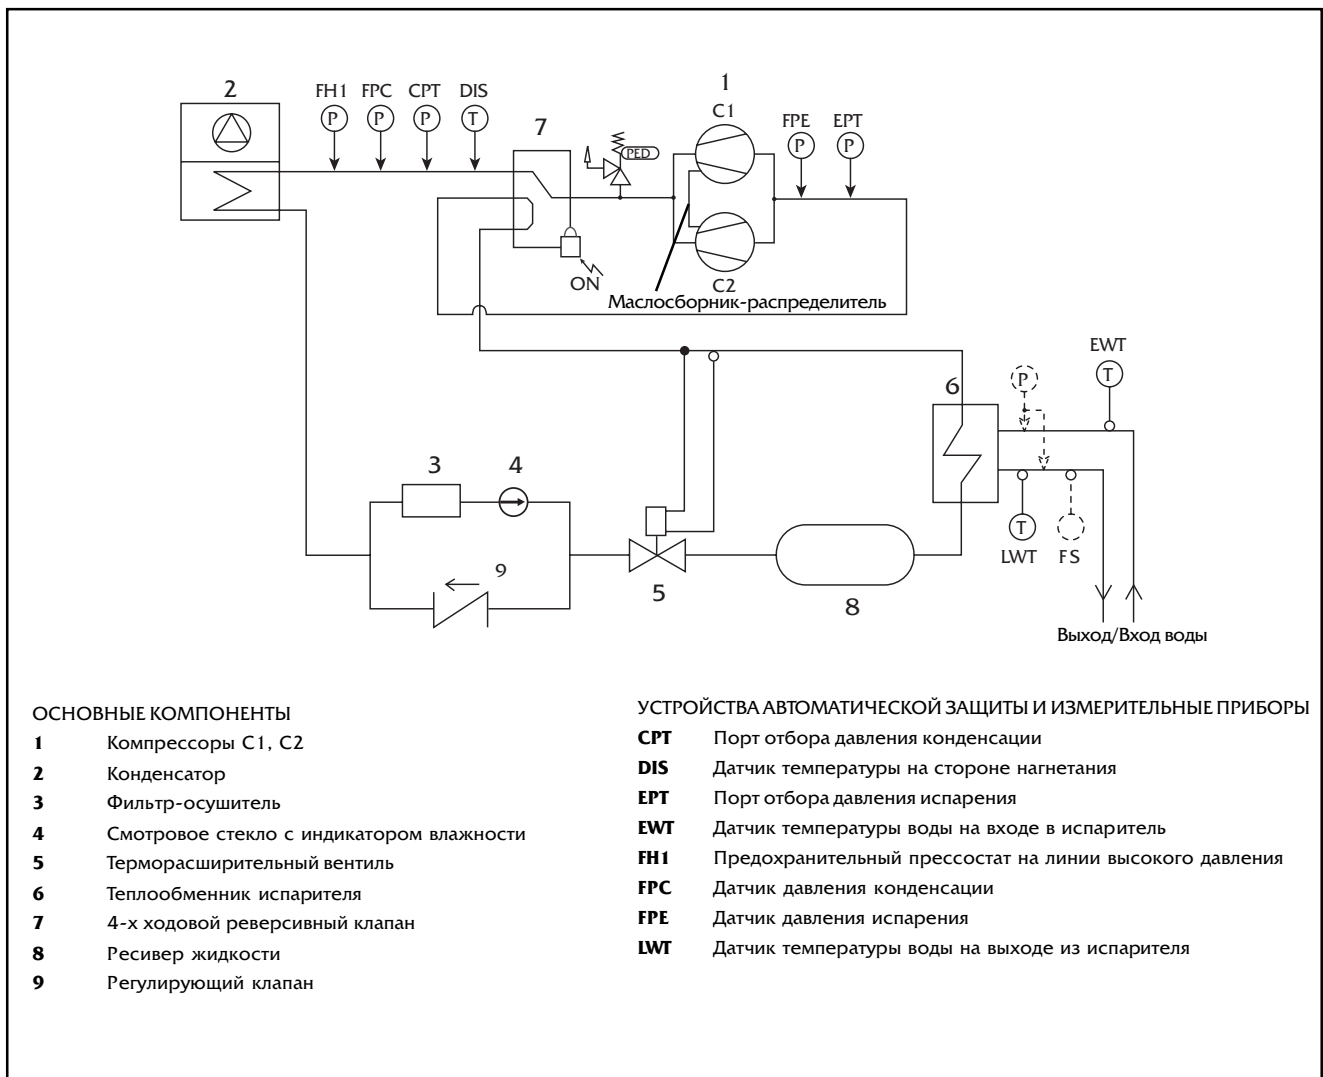 1
2
FH1 FPC CPT DIS
C1
P P P T
7
FPE EPT
PED
P P
ON
C2
Маслосборник-распределитель
EWT
6
P
T
3 4
9
T
LWT FS
5
8
Выход/Вход воды
ОСНОВНЫЕ КОМПОНЕНТЫ
1 Компрессоры C1, C2
2 Конденсатор
3 Фильтр-осушитель
4 Смотровое стекло с индикатором влажности
5 Терморасширительный вентиль
6 Теплообменник испарителя
7 4-х ходовой реверсивный клапан
8 Ресивер жидкости
9 Регулирующий клапан
УСТРОЙСТВА АВТОМАТИЧЕСКОЙ ЗАЩИТЫ И ИЗМЕРИТЕЛЬНЫЕ ПРИБОРЫ
CPT Порт отбора давления конденсации
DIS Датчик температуры на стороне нагнетания
EPT Порт отбора давления испарения
EWT Датчик температуры воды на входе в испаритель
FH1 Предохранительный прессостат на линии высокого давления
FPC Датчик давления конденсации
FPE Датчик давления испарения
LWT Датчик температуры воды на выходе из испарителя